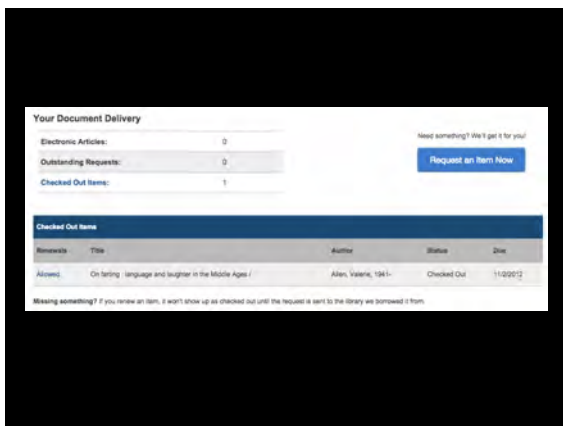 Your Document Delivery
Need something? We'll get it for you!
Electronic Articles: 0
Request an Item Now
Outstanding Requests: 0
Checked Out Items: 1
Checked Out Items
Renewals Title Author Status Due
Allowed On farting : language and laughter in the Middle Ages / Allen, Valerie, 1941- Checked Out 11/2/2012
Missing something? If you renew an item, it won't show up as checked out until the request is sent to the library we borrowed it from.